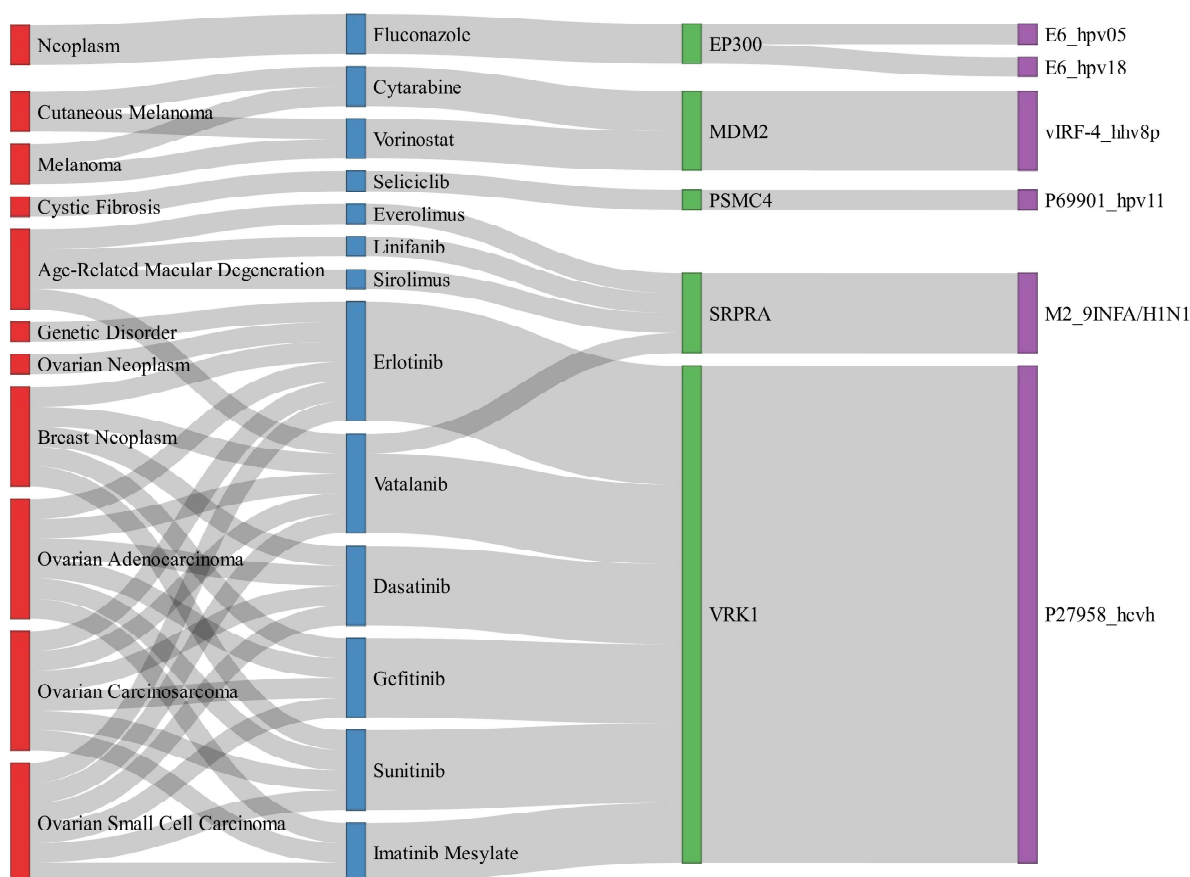 Neoplasm
Cutaneous Melanoma
Melanoma
Cystic Fibrosis
Age-Related Macular Degeneration
Genetic Disorder
Ovarian Neoplasm
Breast Neoplasm
Ovarian Adenocarcinoma
Ovarian Carcinosarcoma
Ovarian Small Cell Carcinoma
Fluconazole
Cytarabine
Vorinostat
Seliciclib
Everolimus
Linifanib
Sirolimus
Erlotinib
Vatalanib
Dasatinib
Gefitinib
Sunitinib
Imatinib Mesylate
EP300
MDM2
PSMC4
SRPRA
VRK1
E6_hpv05
E6_hpv18
vIRF-4_hhv8p
P69901_hpv11
M2_9INFA/H1N1
P27958_hcvh